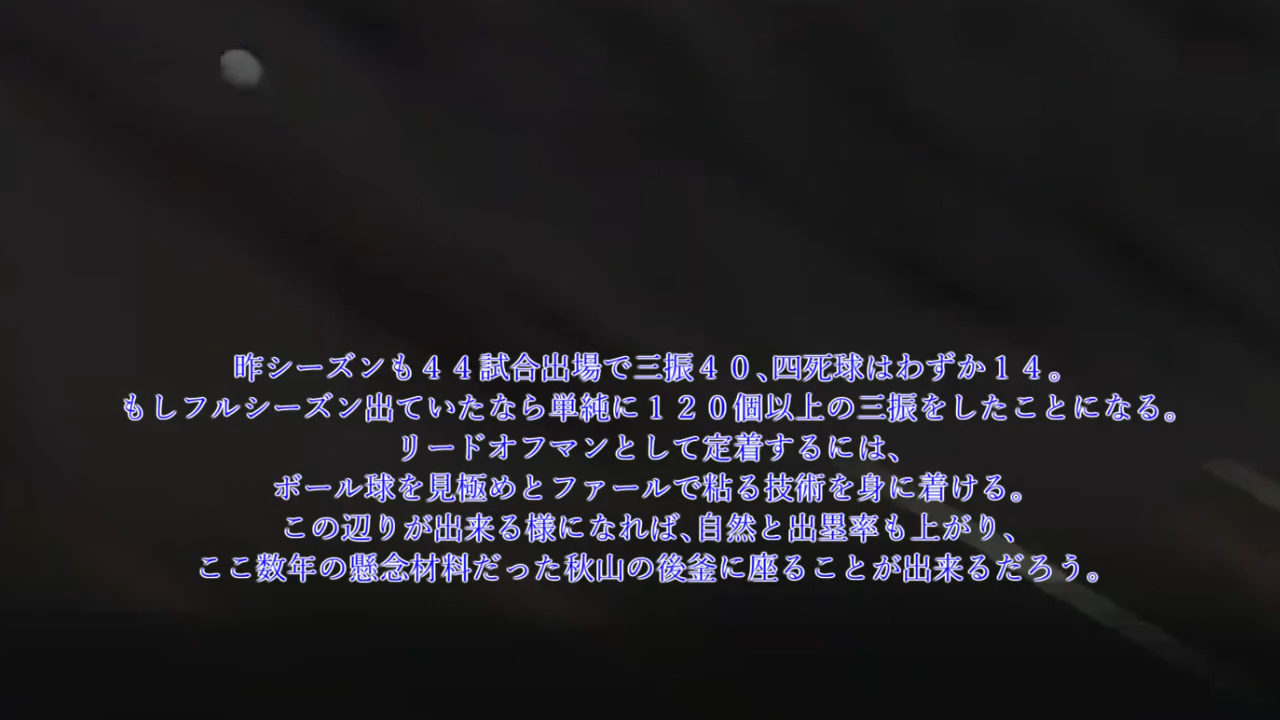 昨シーズンも４４試合出場で三振４０、四死球はわずか１４。
もしフルシーズン出ていたなら単純に１２０個以上の三振をしたことになる。
リードオフマンとして定着するには、
ボール球を見極めとファールで粘る技術を身に着ける。
この辺りが出来る様になれば、自然と出塁率も上がり、
ここ数年の懸念材料だった秋山の後釜に座ることが出来るだろう。